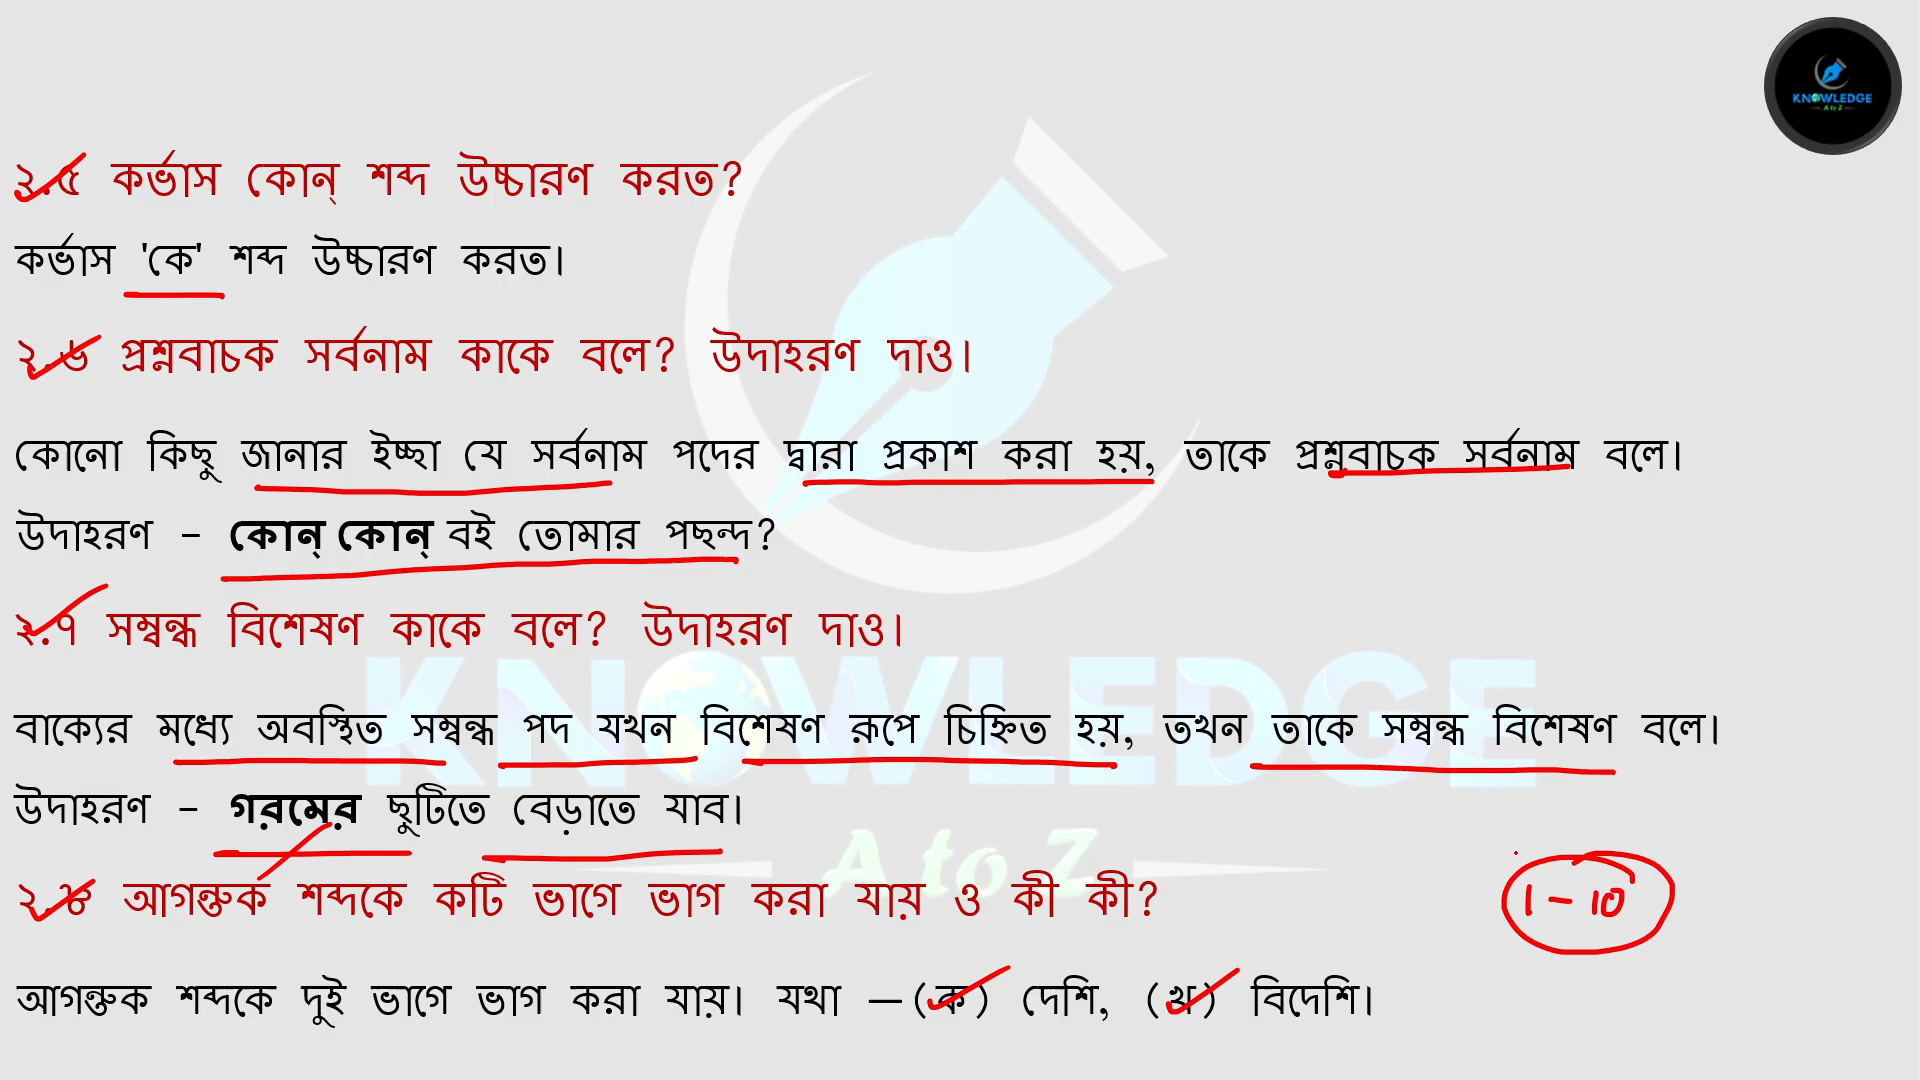 KNOWLEDGE
A to Z
২.৫ কর্ভাস কোন্ শব্দ উচ্চারণ করত?
কর্ভাস 'কে' শব্দ উচ্চারণ করত।
২.৬ প্রশ্নবাচক সর্বনাম কাকে বলে? উদাহরণ দাও।
কোনো কিছু জানার ইচ্ছা যে সর্বনাম পদের দ্বারা প্রকাশ করা হয়, তাকে প্রশ্নবাচক সর্বনাম বলে।
উদাহরণ – কোন্ কোন্ বই তোমার পছন্দ?
২.৭ সম্বন্ধ বিশেষণ কাকে বলে? উদাহরণ দাও।
বাক্যের মধ্যে অবস্থিত সম্বন্ধ পদ যখন বিশেষণ রূপে চিহ্নিত হয়, তখন তাকে সম্বন্ধ বিশেষণ বলে।
KNOWLEDGE
উদাহরণ – গরমের ছুটিতে বেড়াতে যাব।
A to Z
২.৮ আগন্তুক শব্দকে কটি ভাগে ভাগ করা যায় ও কী কী?
1 – 10
আগন্তুক শব্দকে দুই ভাগে ভাগ করা যায়। যথা —(ক) দেশি, (খ) বিদেশি।